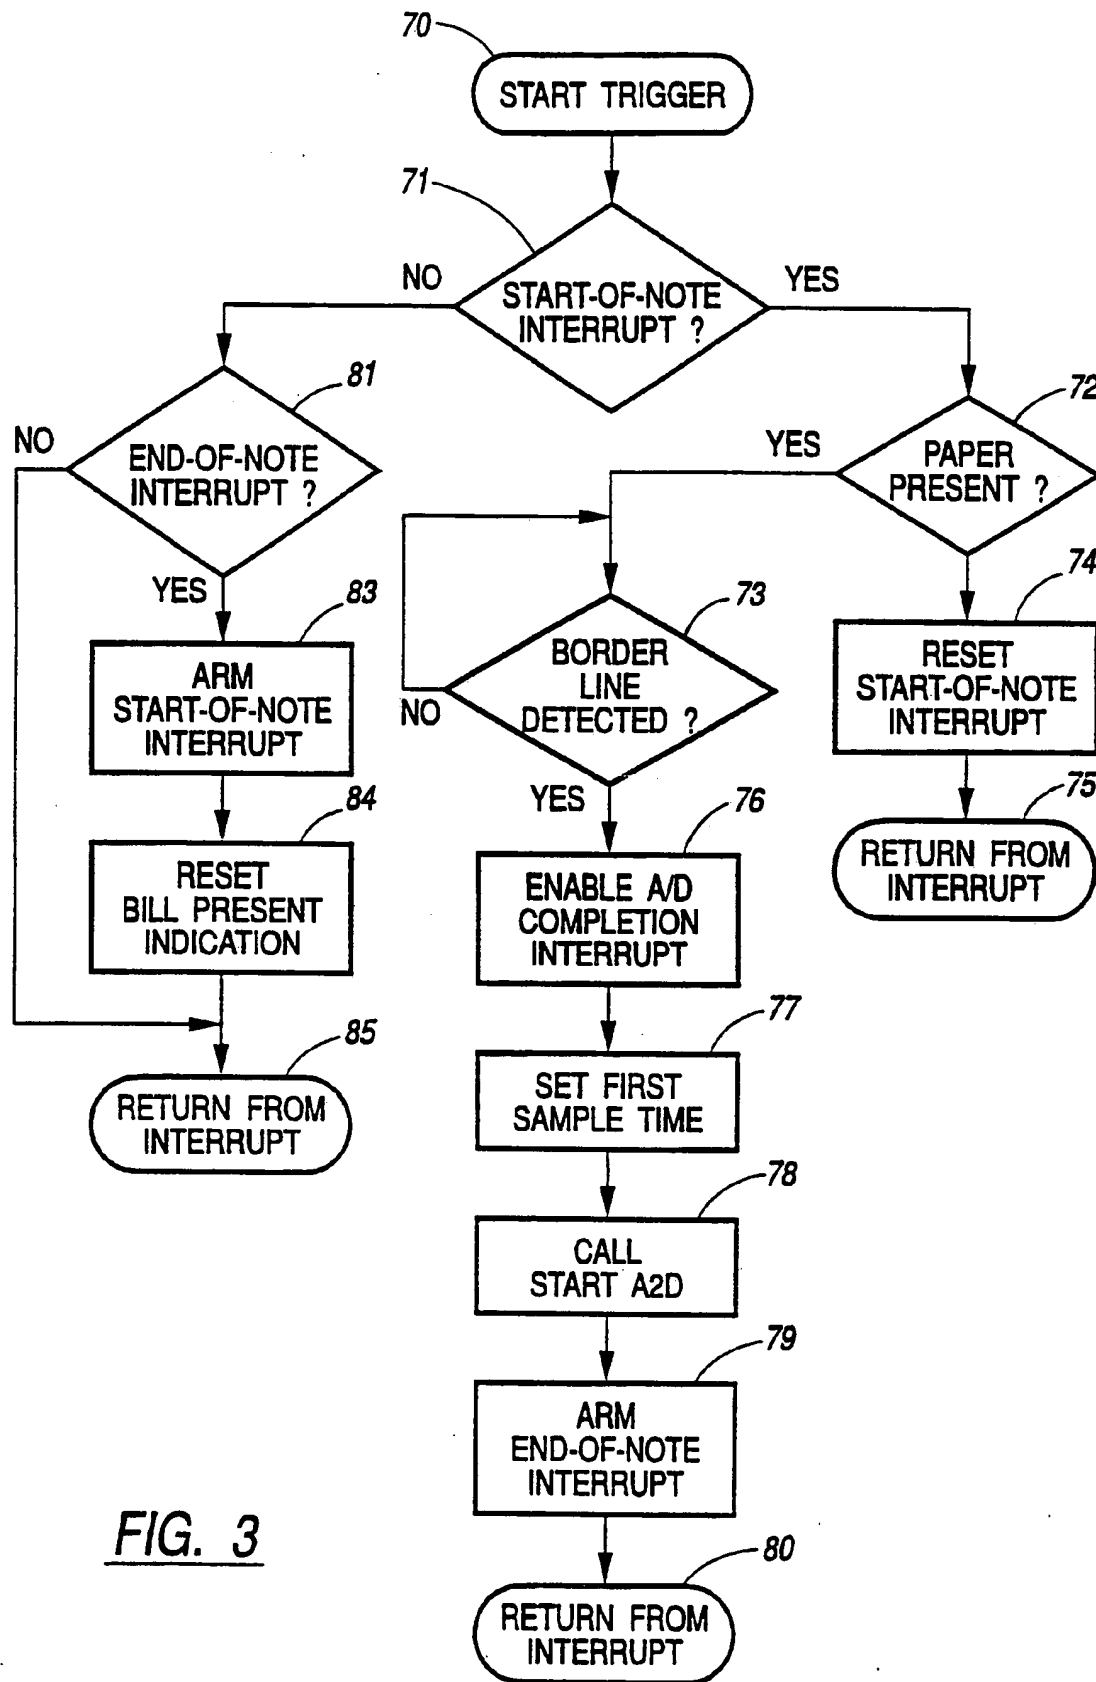 70
START TRIGGER
71
NO
YES
START-OF-NOTE
INTERRUPT ?
81
72
NO
END-OF-NOTE
INTERRUPT ?
YES
PAPER
PRESENT ?
YES
83
73
74
ARM
START-OF-NOTE
INTERRUPT
BORDER
LINE
DETECTED ?
NO
RESET
START-OF-NOTE
INTERRUPT
YES
84
76
75
RESET
BILL PRESENT
INDICATION
ENABLE A/D
COMPLETION
INTERRUPT
RETURN FROM
INTERRUPT
85
77
RETURN FROM
INTERRUPT
SET FIRST
SAMPLE TIME
78
CALL
START A2D
79
ARM
END-OF-NOTE
INTERRUPT
FIG. 3
80
RETURN FROM
INTERRUPT